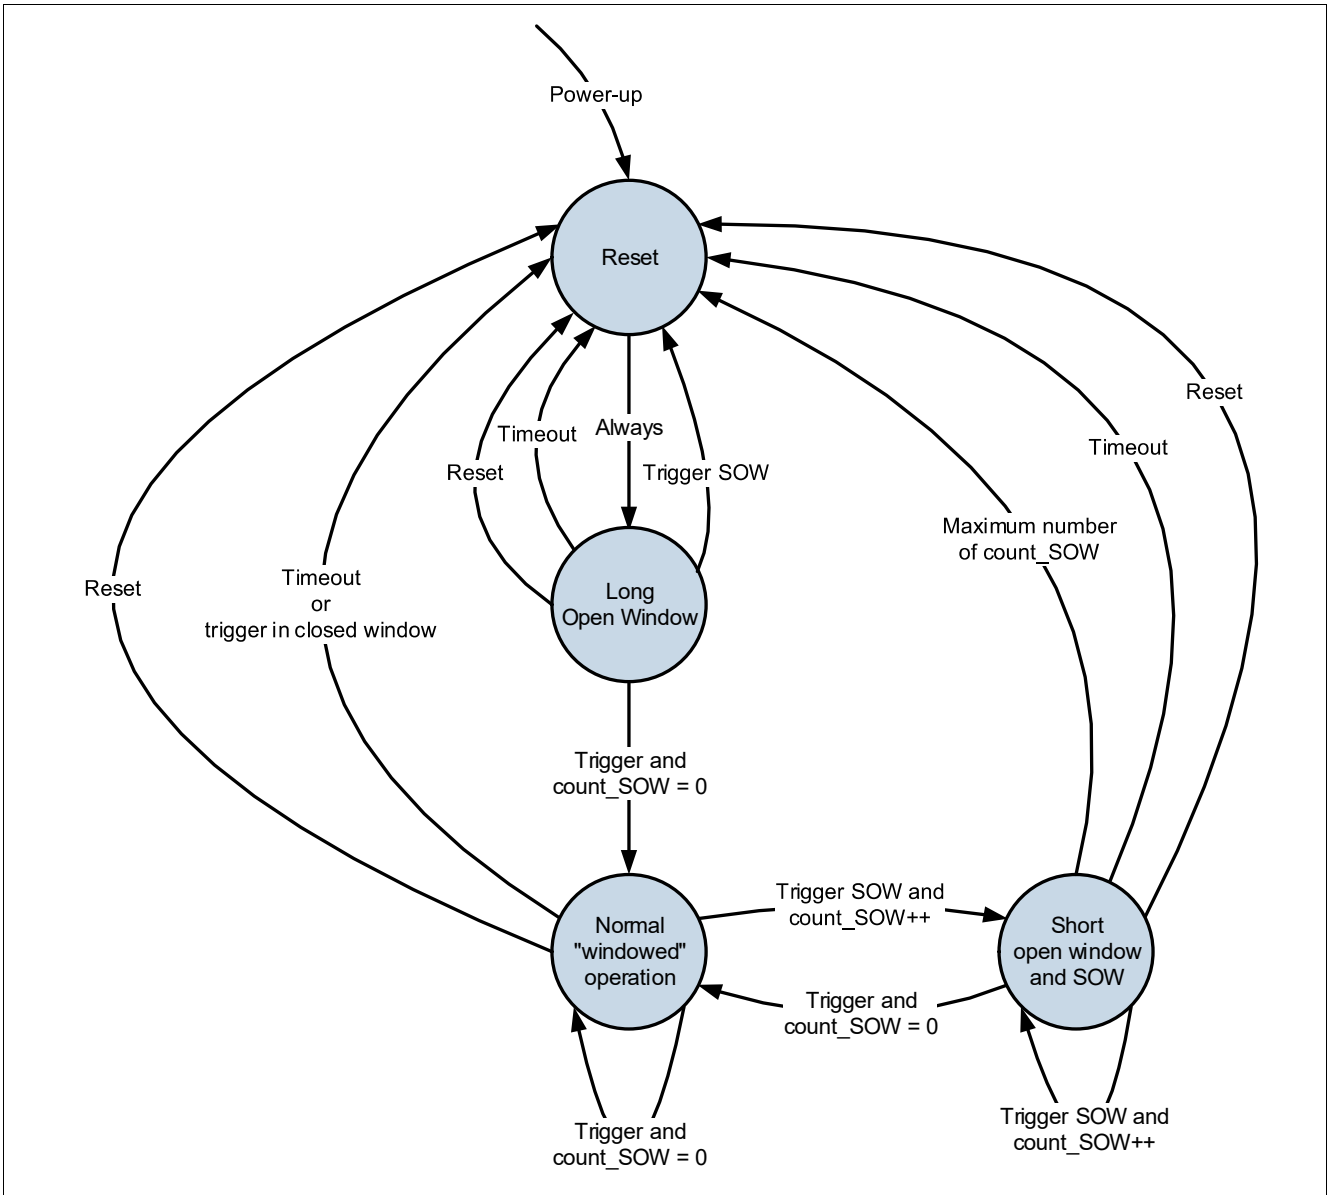 Power-up
Reset
Reset
Timeout
Always
Timeout
Reset
Trigger SOW
Maximum number
of count_SOW
Reset
Timeout
or
trigger in closed window
Long
Open Window
Trigger and
count_SOW = 0
Trigger SOW and
count_SOW++
Normal
"windowed"
operation
Short
open window
and SOW
Trigger and
count_SOW = 0
Trigger SOW and
count_SOW++
Trigger and
count_SOW = 0
Reset